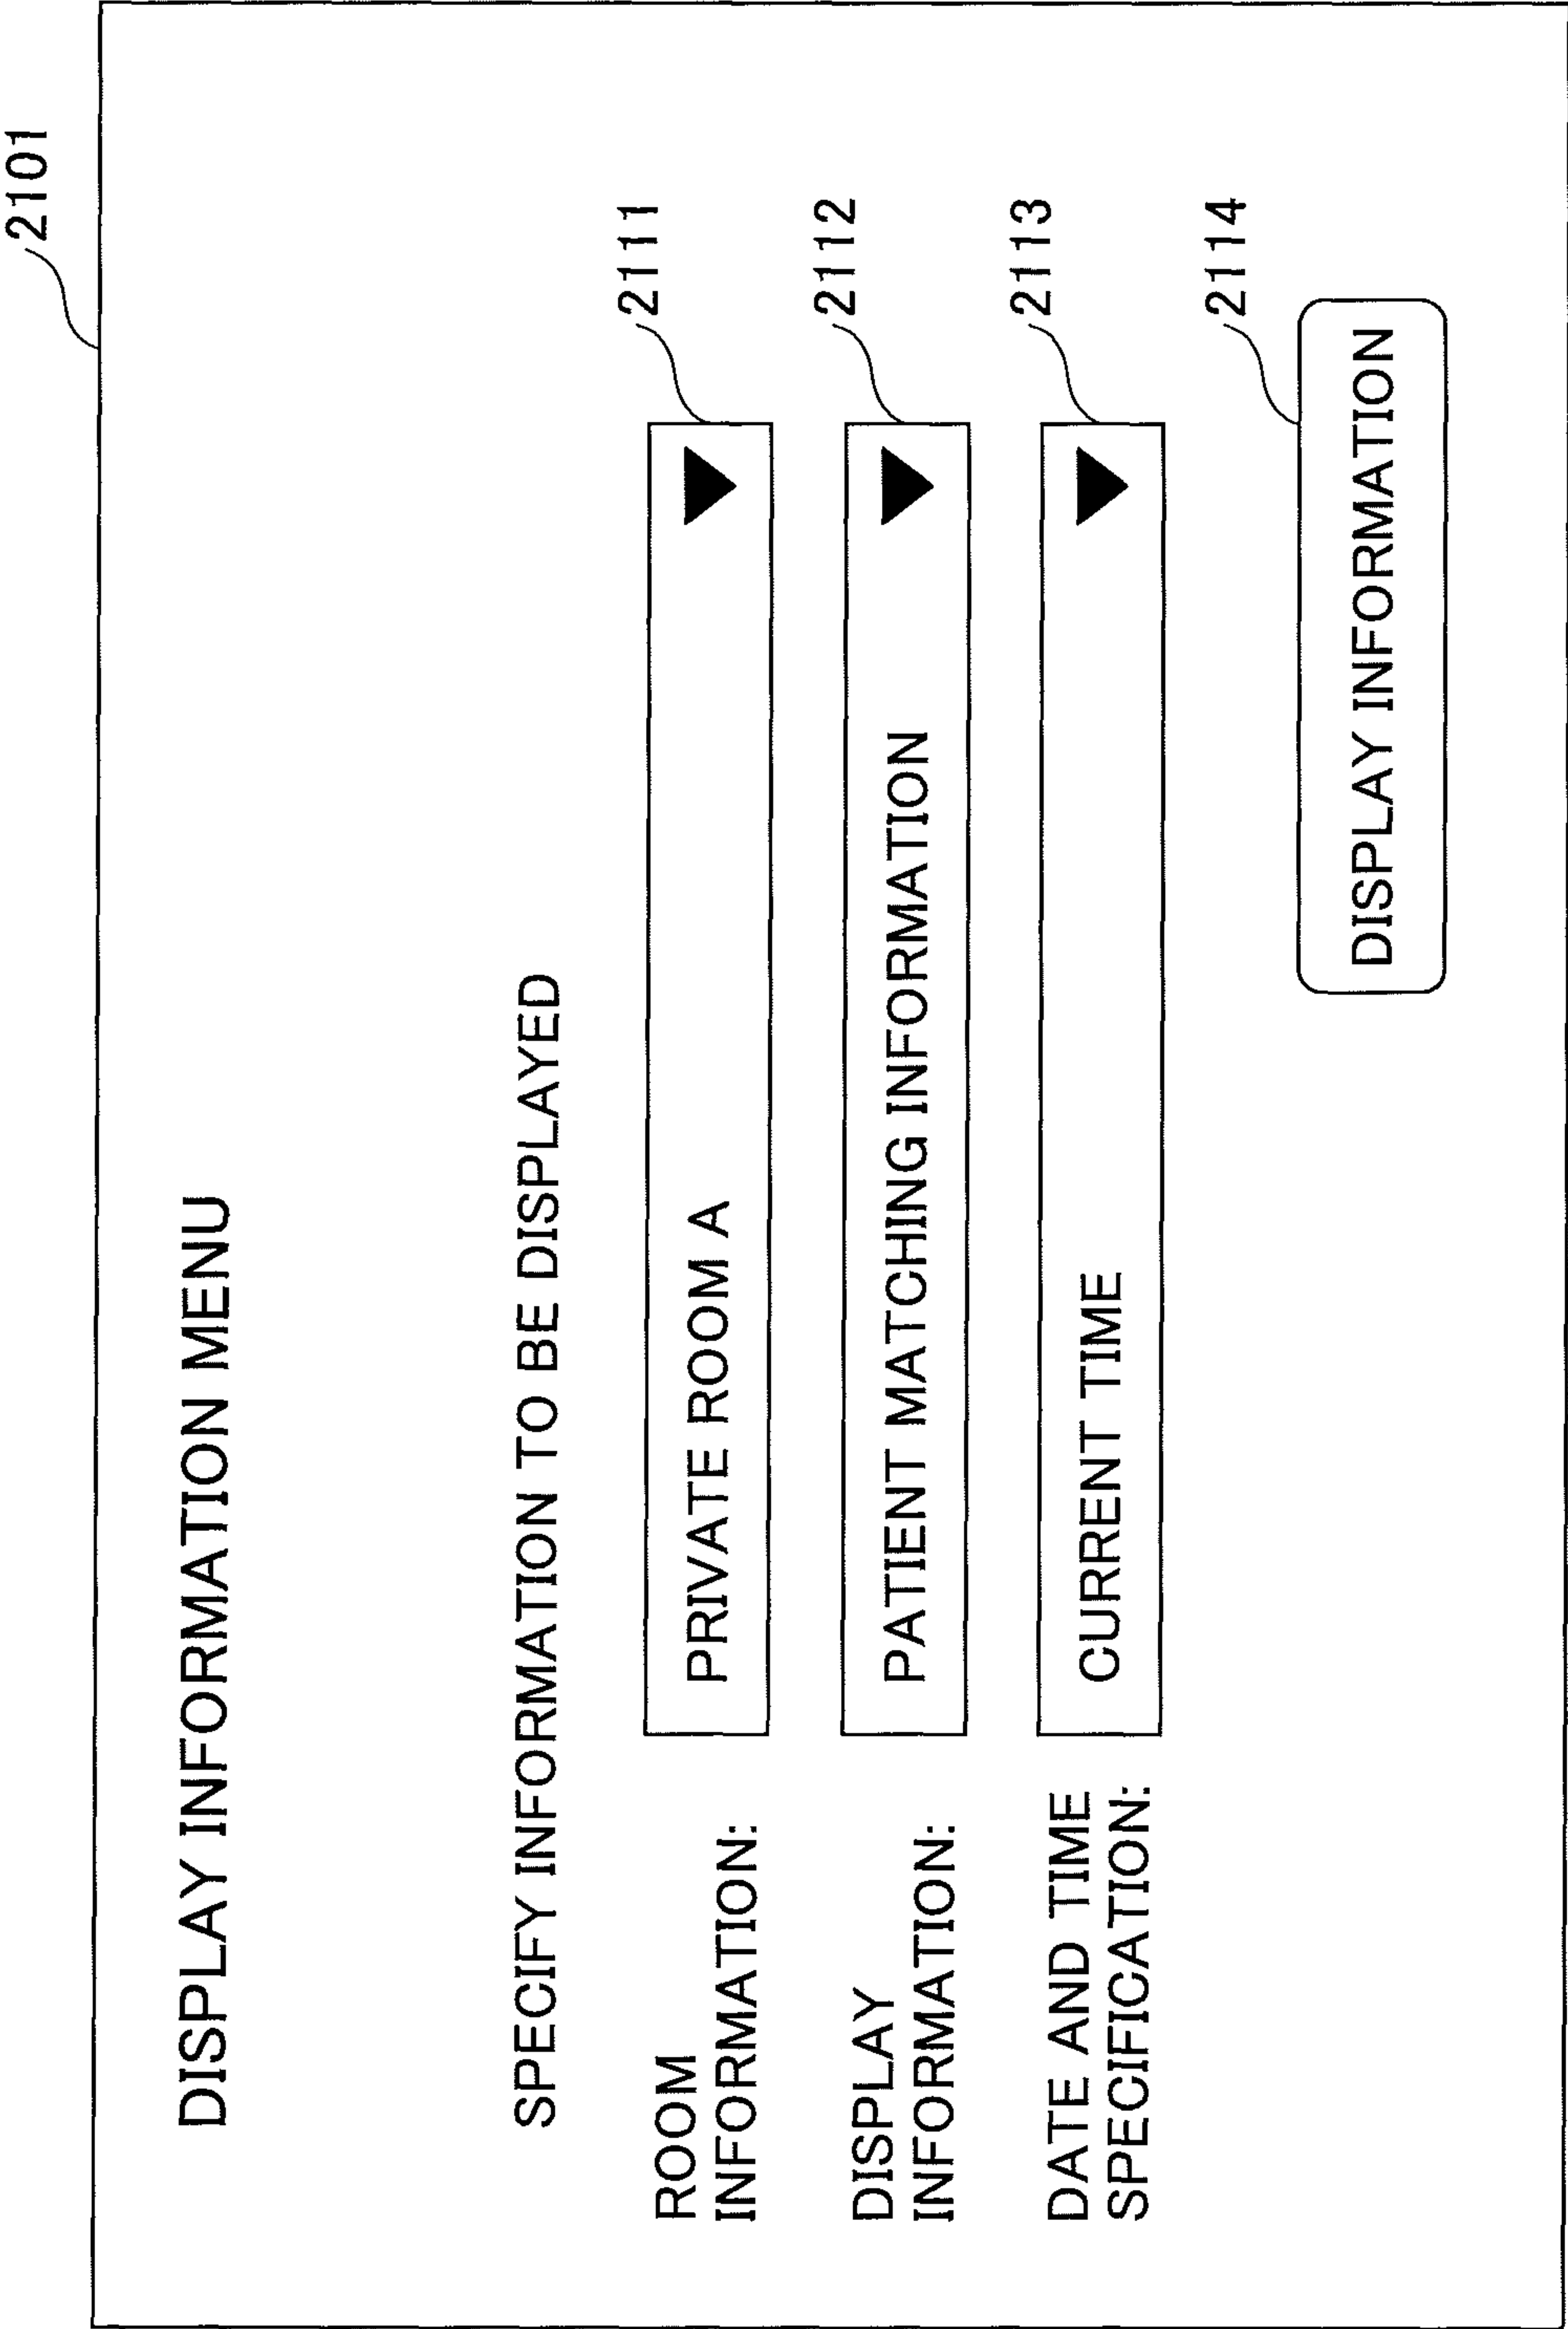 2101
DISPLAY INFORMATION MENU
SPECIFY INFORMATION TO BE DISPLAYED
ROOM
INFORMATION:
PRIVATE ROOM A
2111
DISPLAY
INFORMATION:
PATIENT MATCHING INFORMATION
2112
DATE AND TIME
SPECIFICATION:
CURRENT TIME
2113
2114
DISPLAY INFORMATION